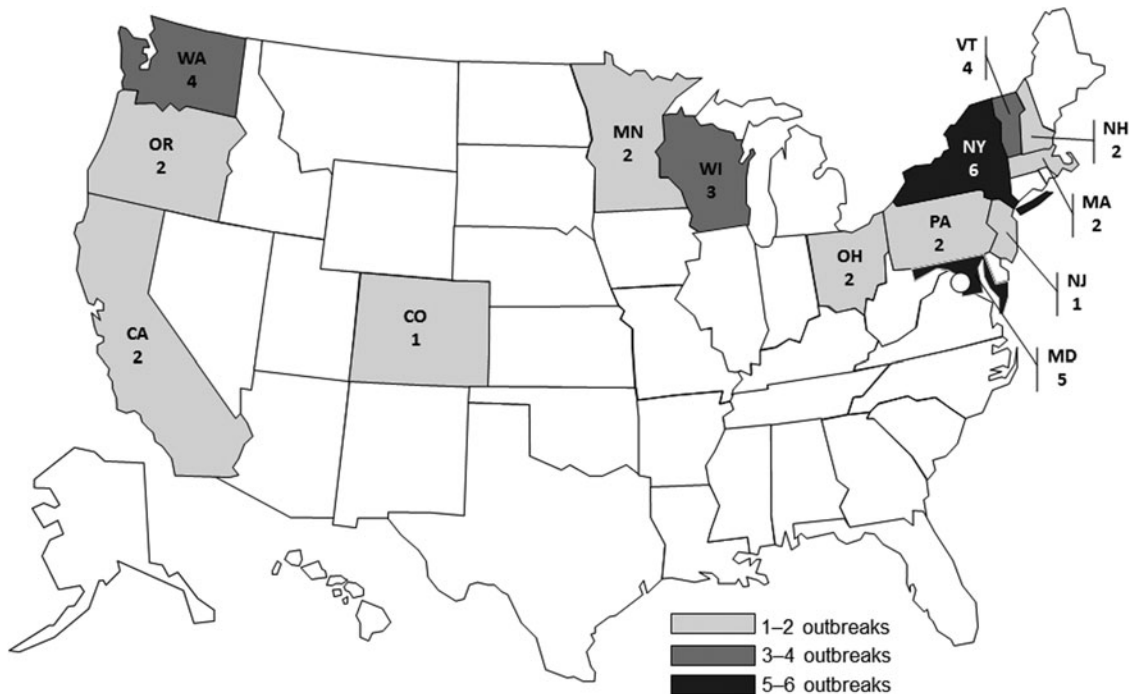 WA
4
OR
2
CA
2
CO
1
MN
2
WI
3
OH
2
PA
2
NY
6
VT
4
NH
2
MA
2
NJ
1
MD
5
1–2 outbreaks
3–4 outbreaks
5–6 outbreaks